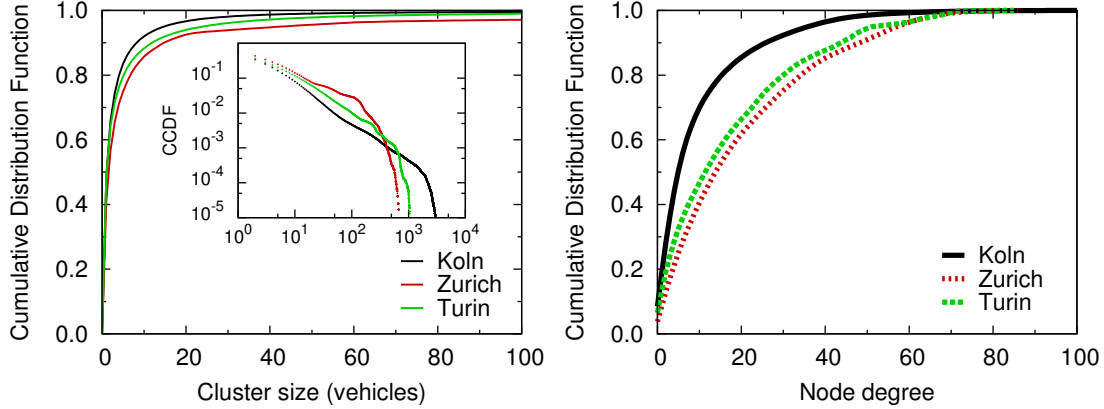 Cumulative Distribution Function
1.0
0.8
0.6
0.4
0.2
0.0
0 20 40 60 80 100
Cluster size (vehicles)
CCDF
10^-1
10^-2
10^-3
10^-4
10^-5
10^0 10^1 10^2 10^3 10^4
Koln
Zurich
Turin
Cumulative Distribution Function
1.0
0.8
0.6
0.4
0.2
0.0
0 20 40 60 80 100
Node degree
Koln
Zurich
Turin